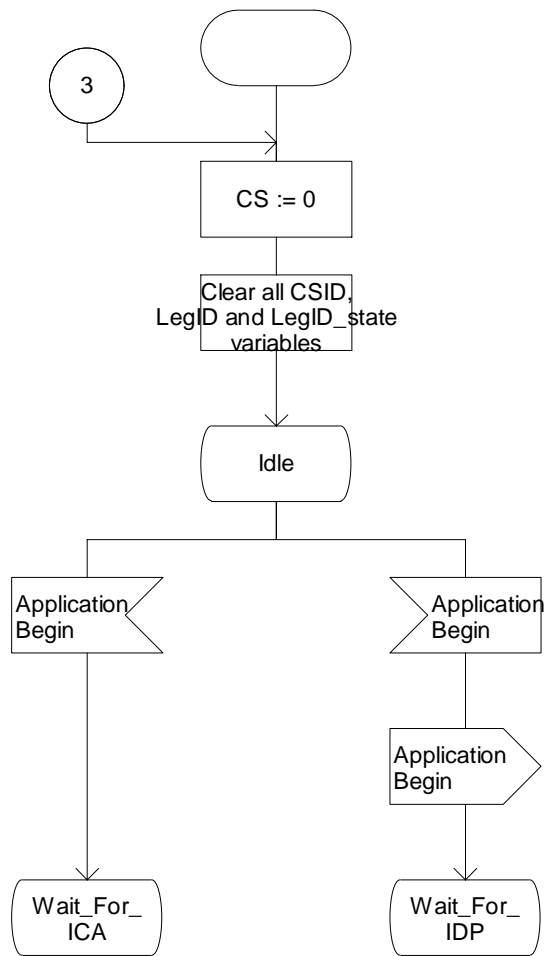 3
CS := 0
Clear all CSID,
LegID and LegID_state
variables
Idle
Application
Begin
Application
Begin
Application
Begin
Wait_For_
ICA
Wait_For_
IDP